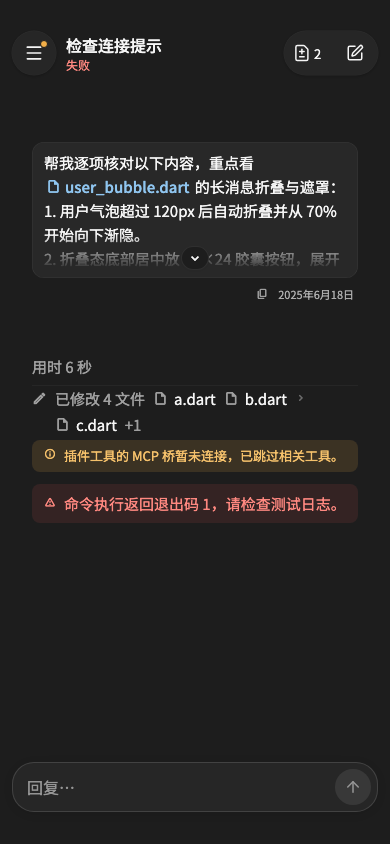 检查连接提示
失败
2
帮我逐项核对以下内容，重点看
user_bubble.dart 的长消息折叠与遮罩：
1. 用户气泡超过 120px 后自动折叠并从 70%
开始向下渐隐。
2. 折叠态底部居中放 24 胶囊按钮，展开
2025年6月18日
用时 6 秒
已修改 4 文件 a.dart b.dart
c.dart +1
插件工具的 MCP 桥暂未连接，已跳过相关工具。
命令执行返回退出码 1，请检查测试日志。
回复…